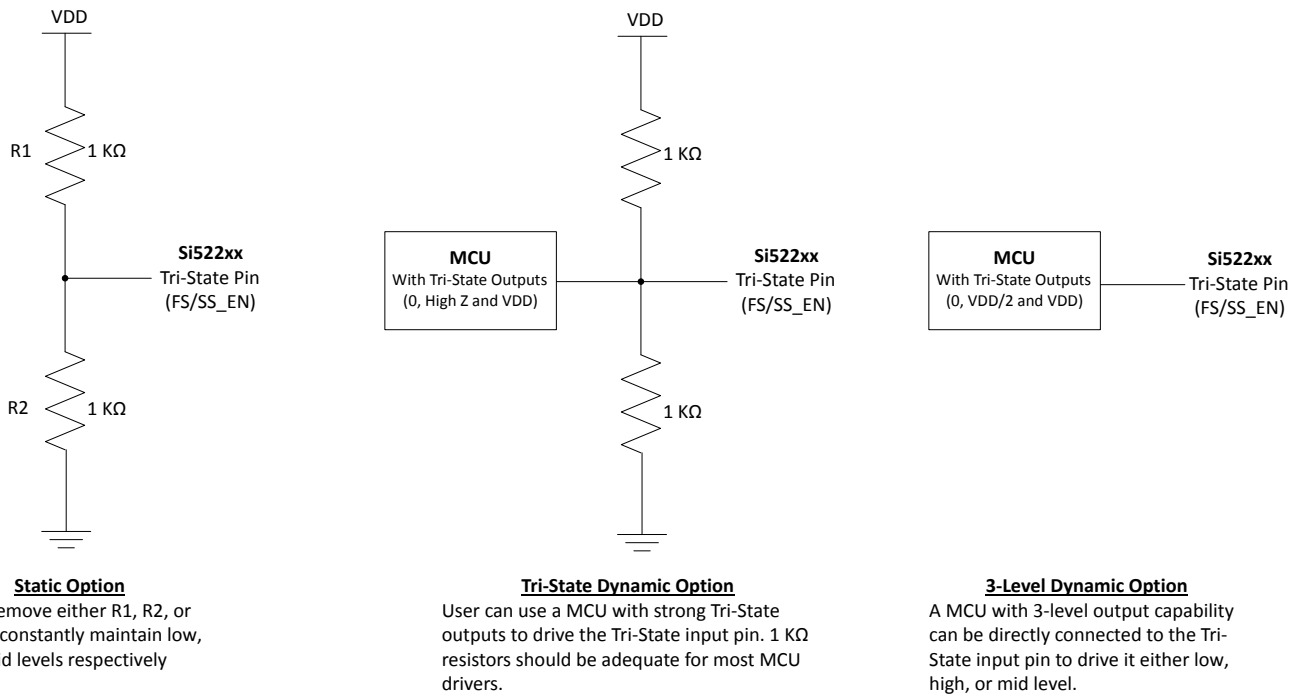 VDD
R1
1 KΩ
Si522xx
Tri-State Pin
(FS/SS_EN)
R2
1 KΩ
Static Option
emove either R1, R2, or
constantly maintain low,
d levels respectively
VDD
1 KΩ
MCU
With Tri-State Outputs
(0, High Z and VDD)
Si522xx
Tri-State Pin
(FS/SS_EN)
1 KΩ
Tri-State Dynamic Option
User can use a MCU with strong Tri-State
outputs to drive the Tri-State input pin. 1 KΩ
resistors should be adequate for most MCU
drivers.
MCU
With Tri-State Outputs
(0, VDD/2 and VDD)
Si522xx
Tri-State Pin
(FS/SS_EN)
3-Level Dynamic Option
A MCU with 3-level output capability
can be directly connected to the Tri-
State input pin to drive it either low,
high, or mid level.